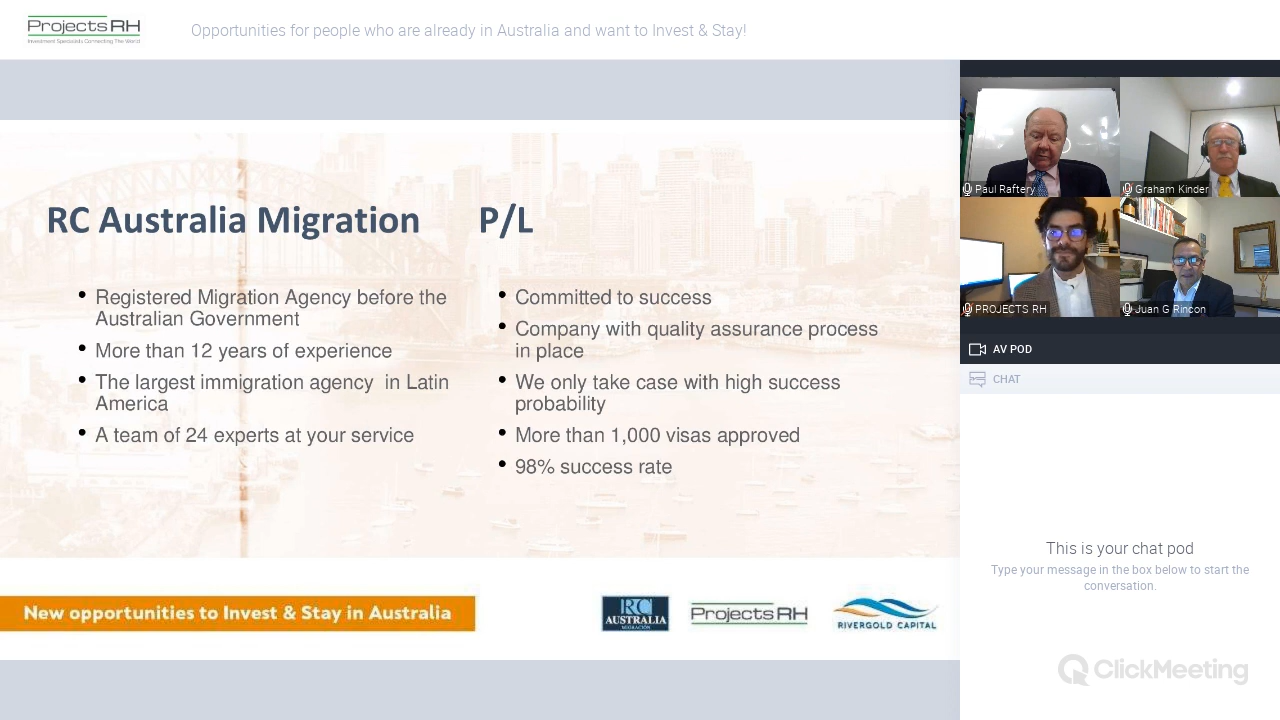 Projects RH
Investment Specialists Connecting The World
Opportunities for people who are already in Australia and want to Invest & Stay!
RC Australia Migration P/L
• Registered Migration Agency before the
Australian Government
• More than 12 years of experience
• The largest immigration agency in Latin
America
• A team of 24 experts at your service
• Committed to success
• Company with quality assurance process
in place
• We only take case with high success
probability
• More than 1,000 visas approved
• 98% success rate
New opportunities to Invest & Stay in Australia
RC
AUSTRALIA
MIGRACIÓN
Projects RH
RIVERGOLD CAPITAL
Paul Raftery
Graham Kinder
PROJECTS RH
Juan G Rincon
AV POD
CHAT
This is your chat pod
Type your message in the box below to start the
conversation.
ClickMeeting